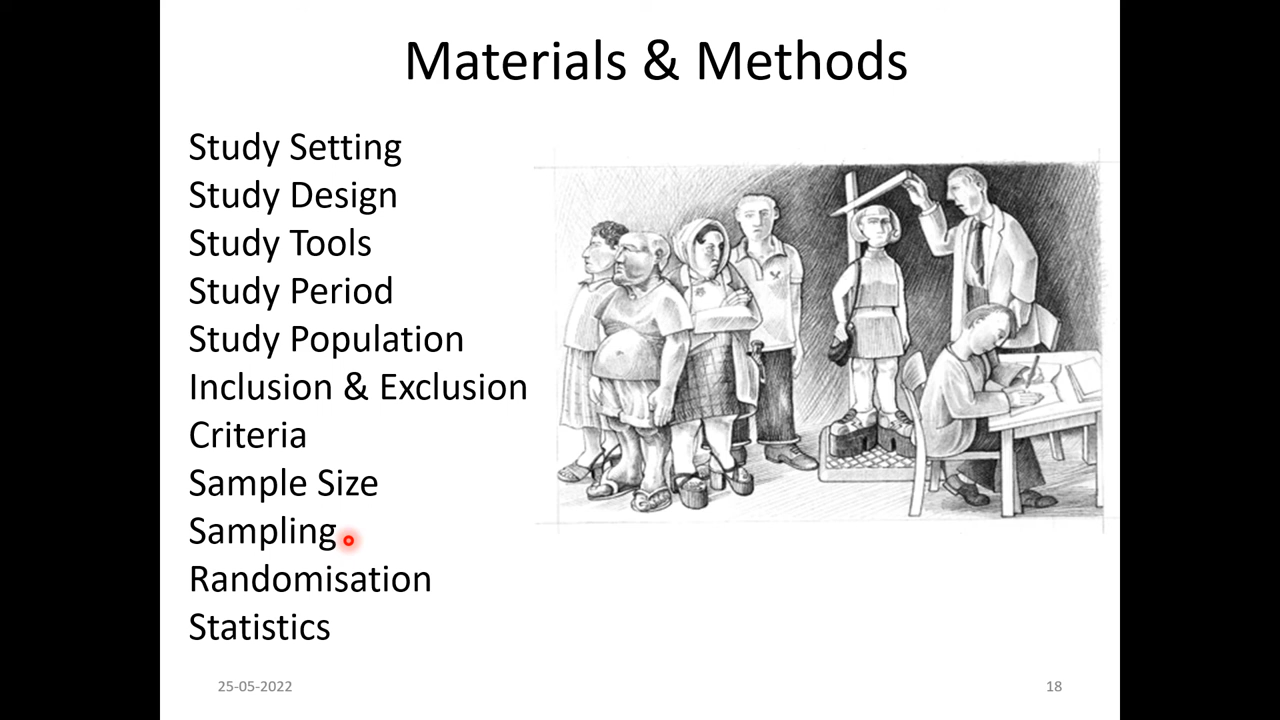 Materials & Methods
Study Setting
Study Design
Study Tools
Study Period
Study Population
Inclusion & Exclusion
Criteria
Sample Size
Sampling
Randomisation
Statistics
25-05-2022
18